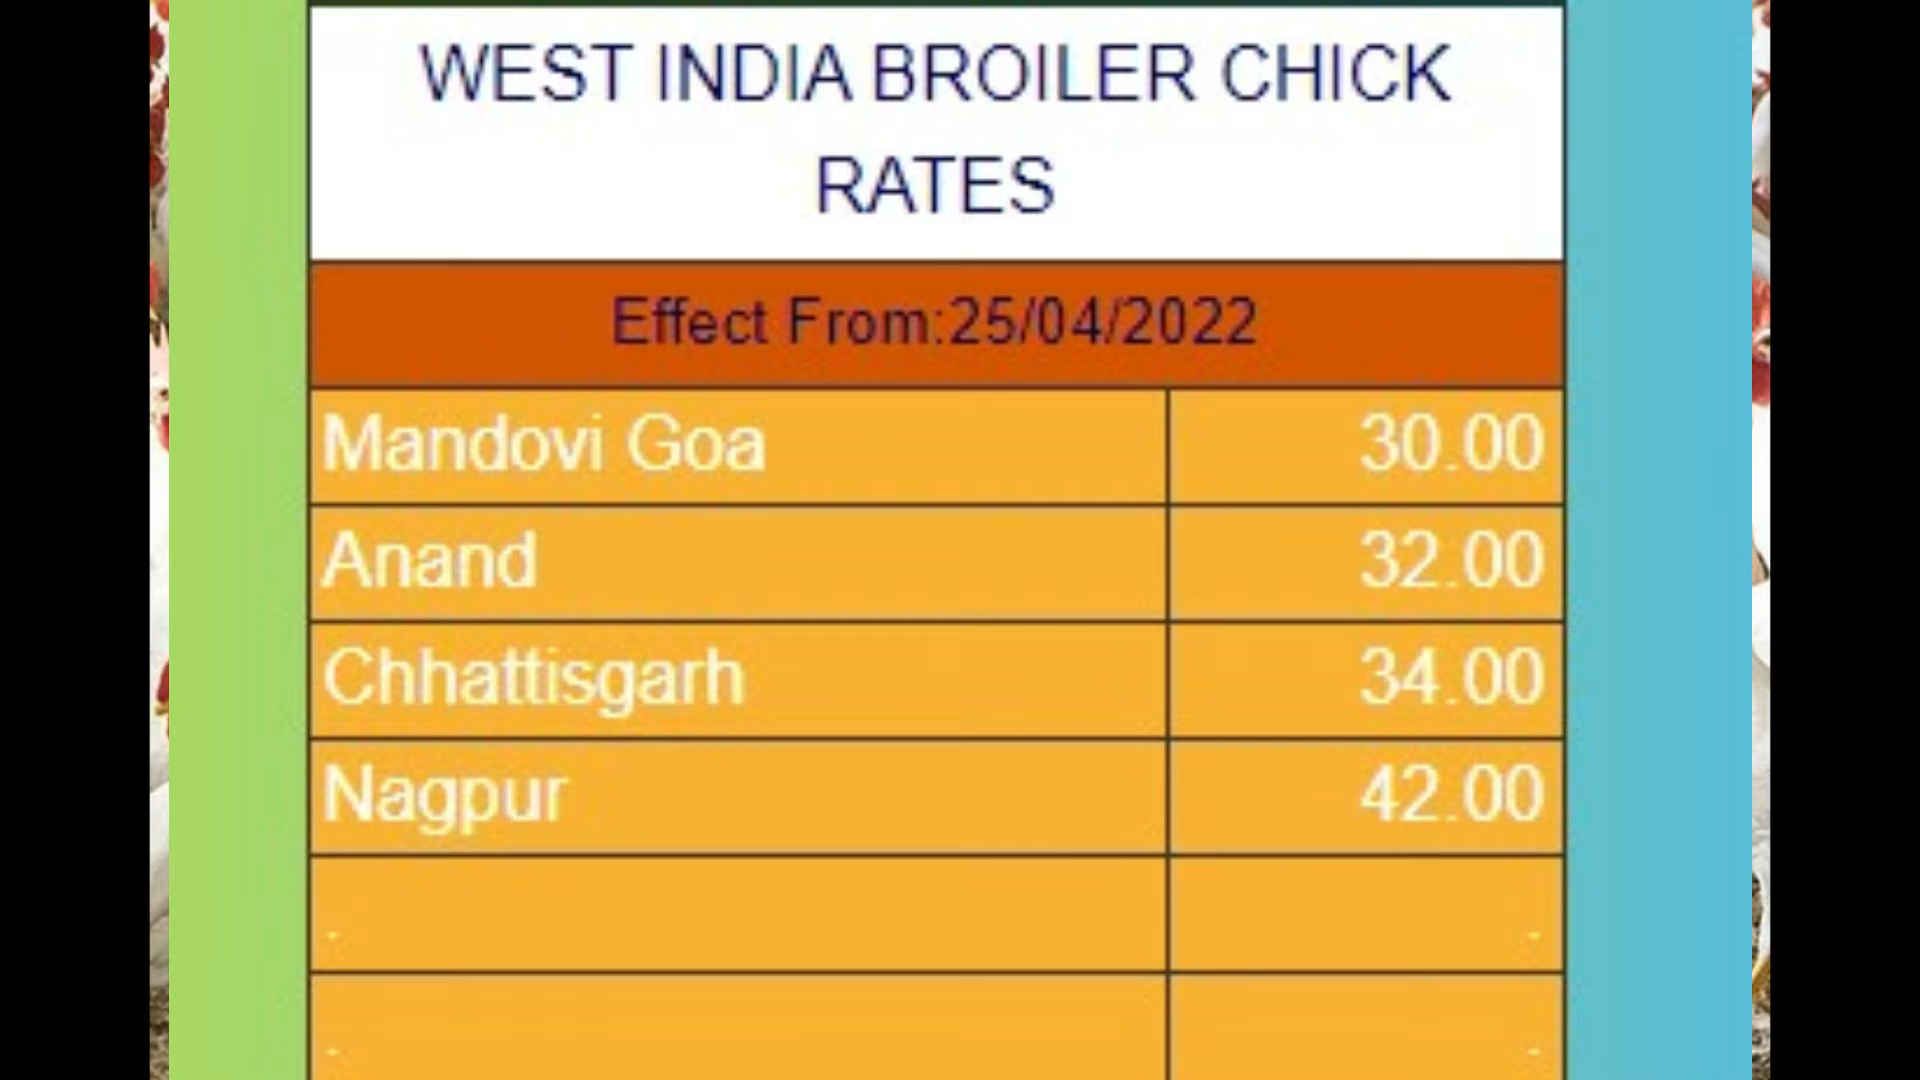 WEST INDIA BROILER CHICK
RATES
Effect From:25/04/2022
Mandovi Goa 30.00
Anand 32.00
Chhattisgarh 34.00
Nagpur 42.00
- -
- -